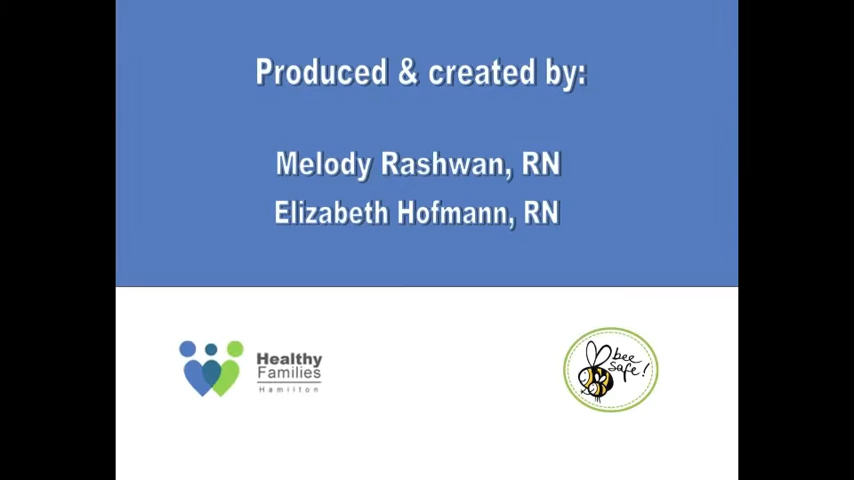 Produced & created by:
Melody Rashwan, RN
Elizabeth Hofmann, RN
Healthy
Families
Hamilton
bee
safe!